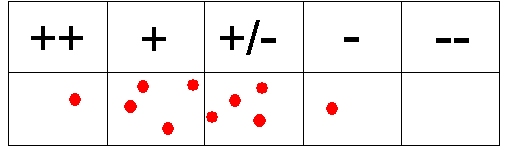 ++ + +/- - --